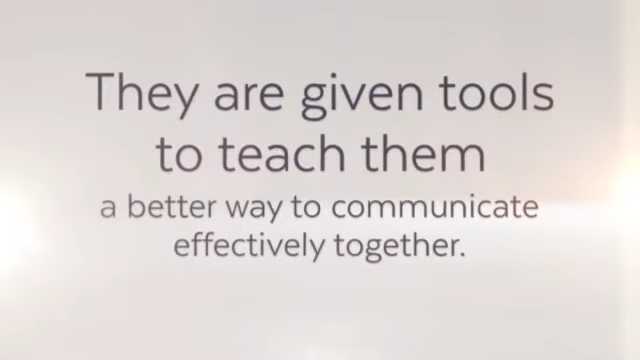 They are given tools
to teach them
a better way to communicate
effectively together.